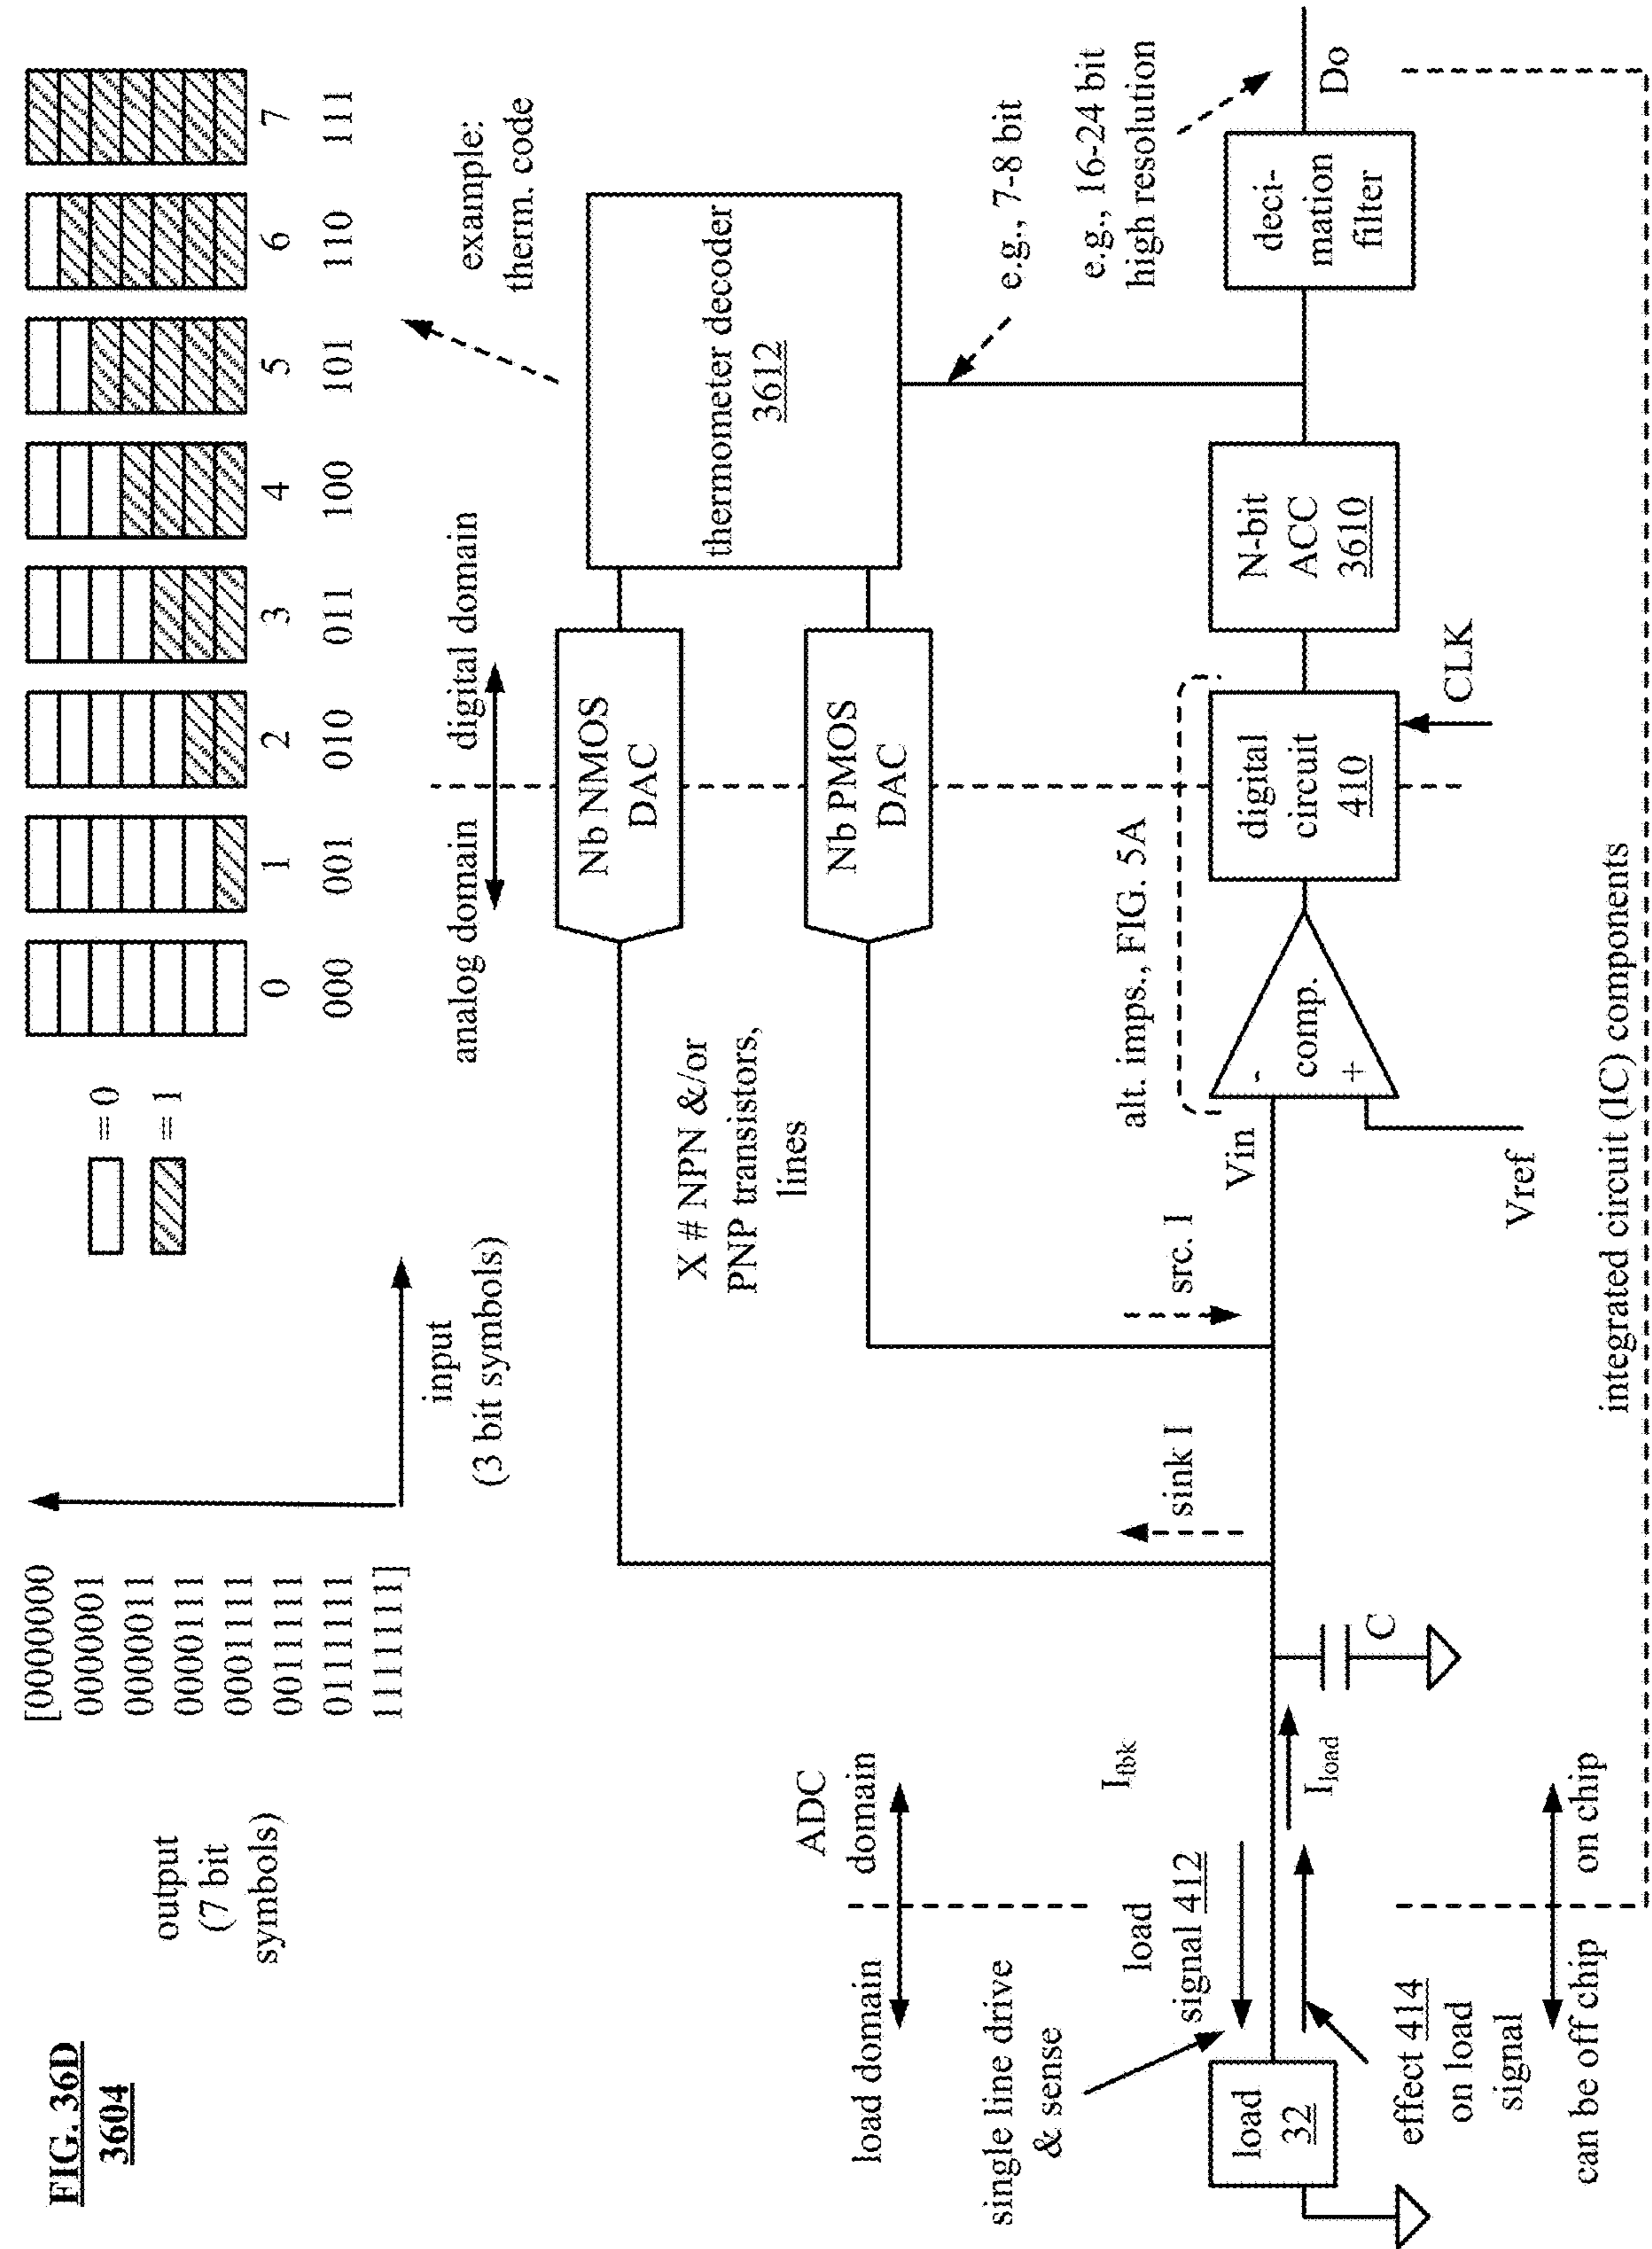 FIG. 36D
3604
output
(7 bit
symbols)
[0000000
0000001
0000011
0000111
0001111
0011111
0111111
1111111]
input
(3 bit symbols)
= 0
= 1
0 1 2 3 4 5 6 7
000 001 010 011 100 101 110 111
example:
therm. code
analog domain
digital domain
load domain
ADC
domain
X # NPN &/or
PNP transistors,
lines
Nb NMOS
DAC
Nb PMOS
DAC
thermometer decoder
3612
e.g., 7-8 bit
e.g., 16-24 bit
high resolution
single line drive
& sense
load
signal 412
Ifbk
sink I
src. I
alt. imps., FIG. 5A
load
32
Iload
C
Vin
Vref
-
+
comp.
digital
circuit
410
CLK
N-bit
ACC
3610
deci-
mation
filter
Do
effect 414
on load
signal
can be off chip
on chip
integrated circuit (IC) components